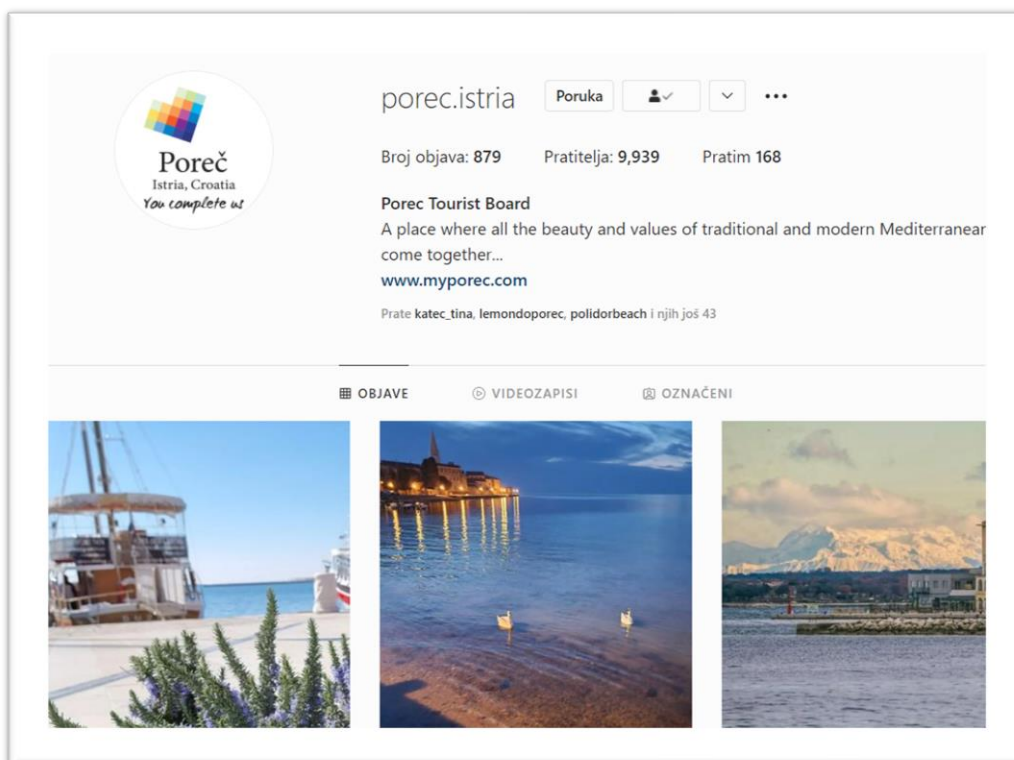 Poreč
Istria, Croatia
You complete us
porec.istria
Poruka
Broj objava: 879 Pratitelja: 9,939 Pratim 168
Porec Tourist Board
A place where all the beauty and values of traditional and modern Mediterranean
come together...
www.myporec.com
Prate katec_tina, lemondoporec, polidorbeach i njih još 43
OBJAVE VIDEOZAPISI OZNAČENI